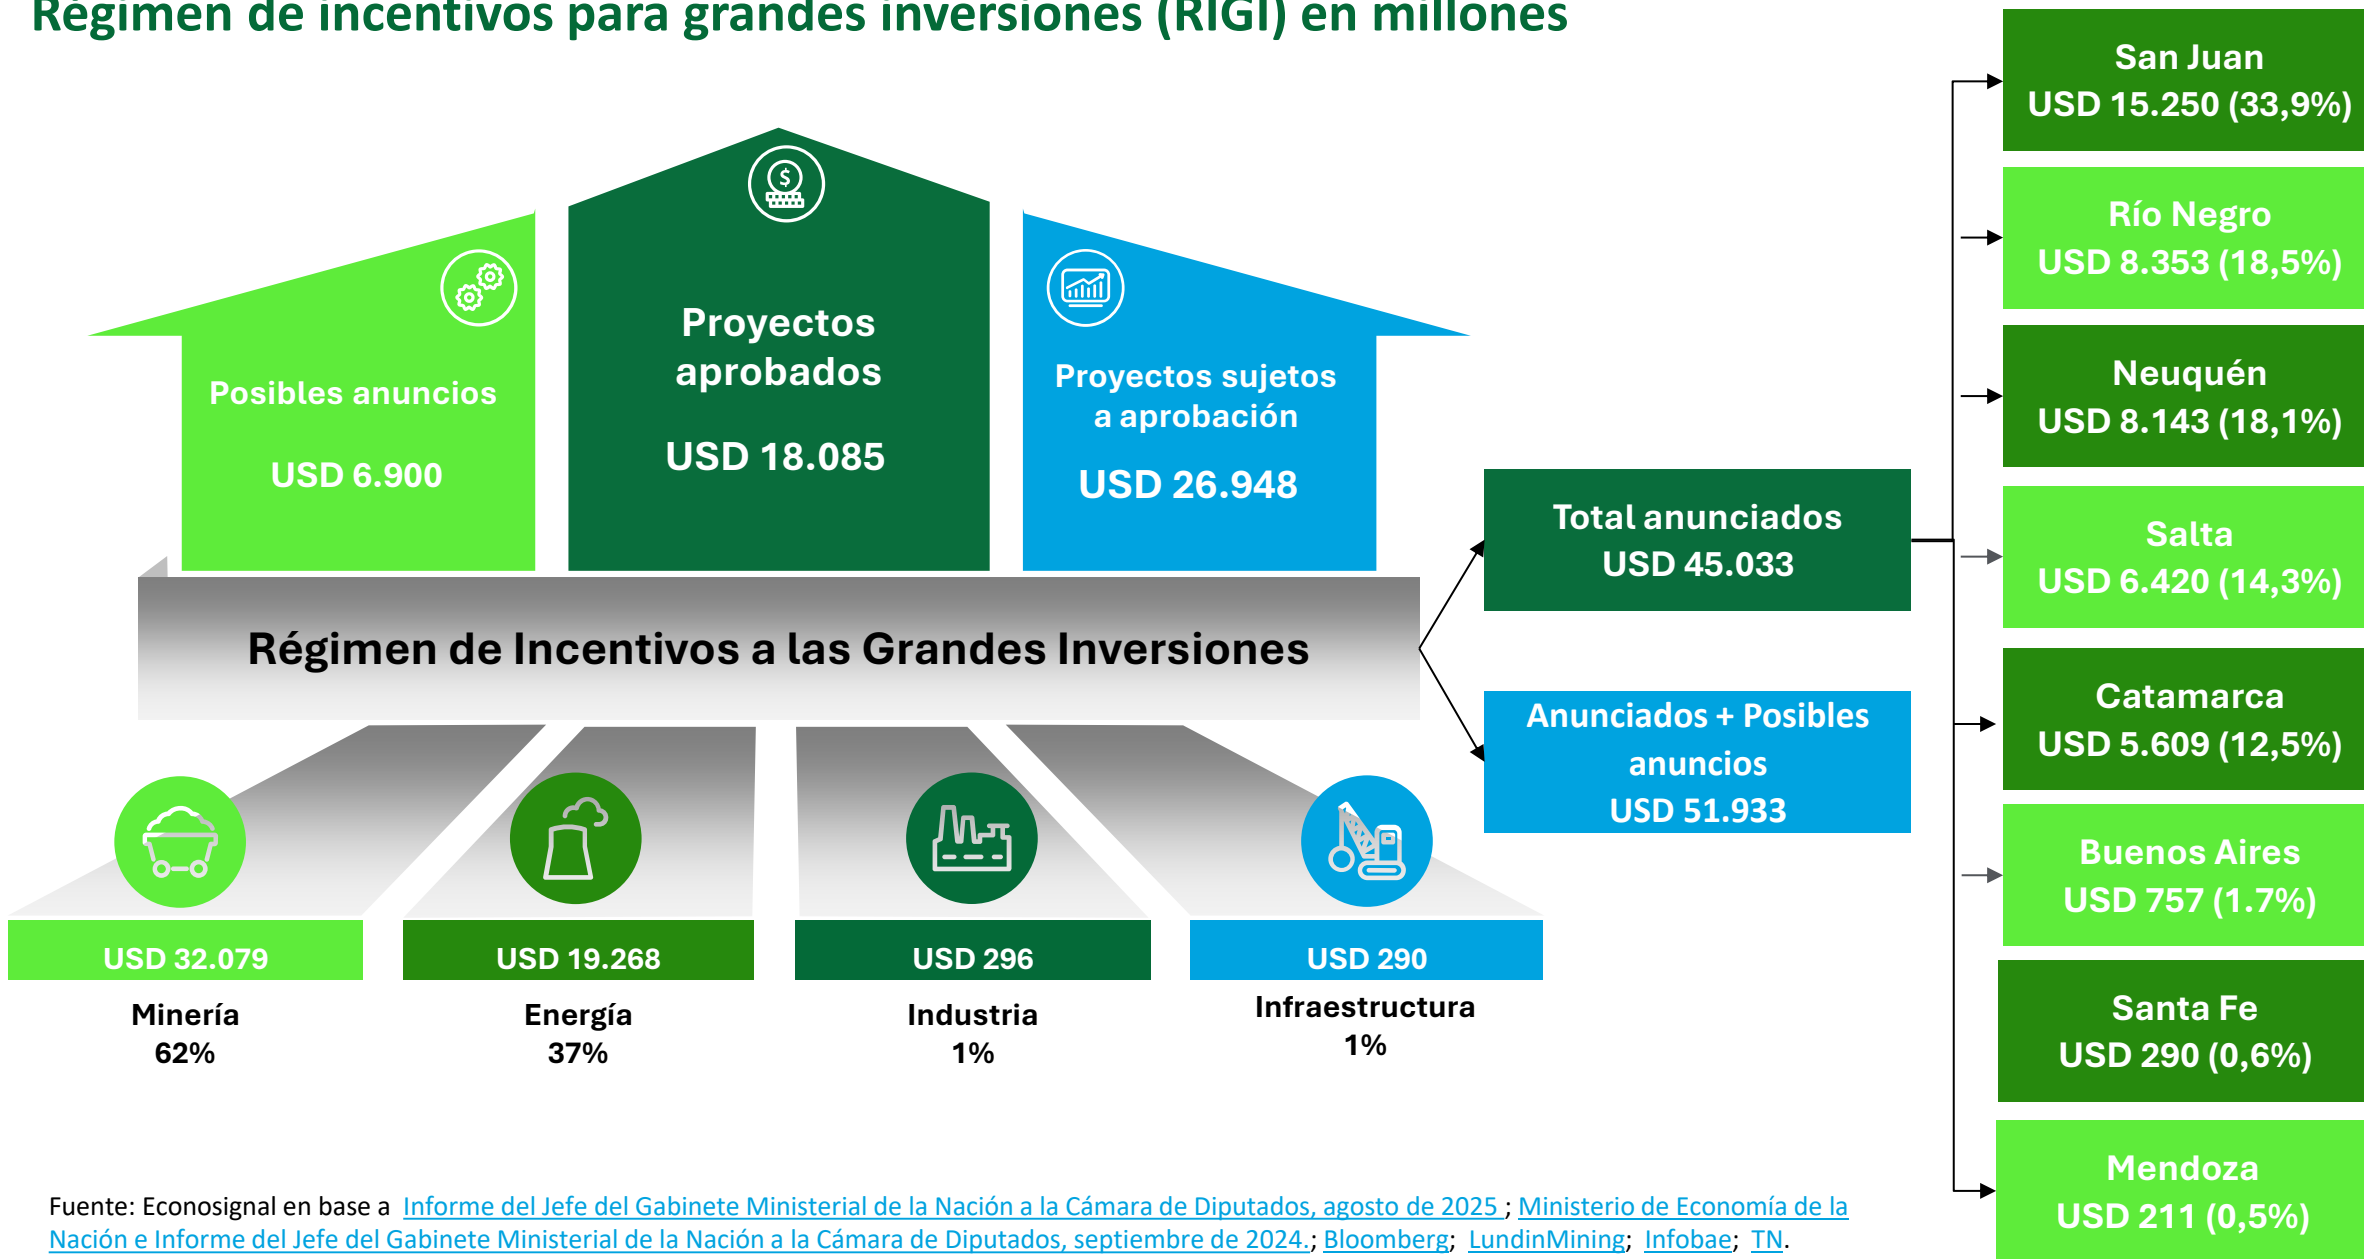 Régimen de incentivos para grandes inversiones (RIGI) en millones
Posibles anuncios
USD 6.900
$
Proyectos
aprobados
USD 18.085
Proyectos sujetos
a aprobación
USD 26.948
Régimen de Incentivos a las Grandes Inversiones
USD 32.079
Minería
62%
USD 19.268
Energía
37%
USD 296
Industria
1%
USD 290
Infraestructura
1%
Total anunciados
USD 45.033
Anunciados + Posibles
anuncios
USD 51.933
San Juan
USD 15.250 (33,9%)
Río Negro
USD 8.353 (18,5%)
Neuquén
USD 8.143 (18,1%)
Salta
USD 6.420 (14,3%)
Catamarca
USD 5.609 (12,5%)
Buenos Aires
USD 757 (1.7%)
Santa Fe
USD 290 (0,6%)
Mendoza
USD 211 (0,5%)
Fuente: Econosignal en base a Informe del Jefe del Gabinete Ministerial de la Nación a la Cámara de Diputados, agosto de 2025 ; Ministerio de Economía de la
Nación e Informe del Jefe del Gabinete Ministerial de la Nación a la Cámara de Diputados, septiembre de 2024.; Bloomberg; LundinMining; Infobae; TN.